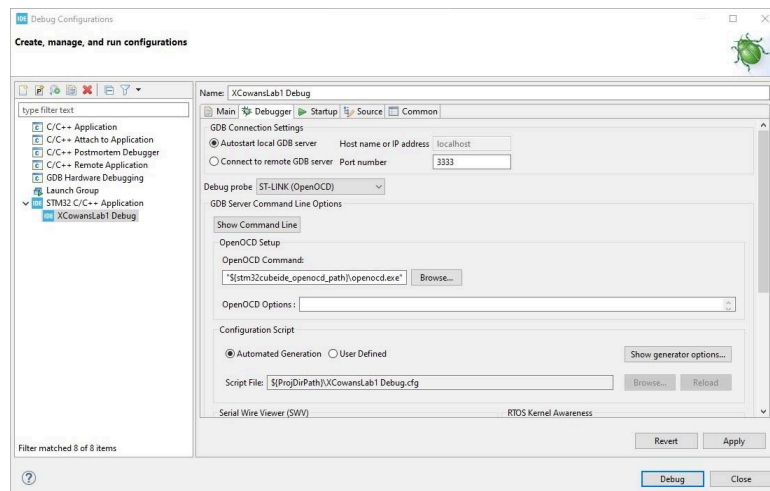 IDE Debug Configurations
Create, manage, and run configurations
type filter text
C/C++ Application
C/C++ Attach to Application
C/C++ Postmortem Debugger
C/C++ Remote Application
GDB Hardware Debugging
Launch Group
IDE STM32 C/C++ Application
IDE XCowansLab1 Debug
Filter matched 8 of 8 items
Name: XCowansLab1 Debug
Main Debugger Startup Source Common
GDB Connection Settings
Autostart local GDB server Host name or IP address localhost
Connect to remote GDB server Port number 3333
Debug probe ST-LINK (OpenOCD)
GDB Server Command Line Options
Show Command Line
OpenOCD Setup
OpenOCD Command:
"${stm32cubeide_openocd_path}\openocd.exe" Browse...
OpenOCD Options :
Configuration Script
Automated Generation User Defined Show generator options...
Script File: ${ProjDirPath}\XCowansLab1 Debug.cfg Browse... Reload
Serial Wire Viewer (SWV) RTOS Kernel Awareness
Revert Apply
? Debug Close